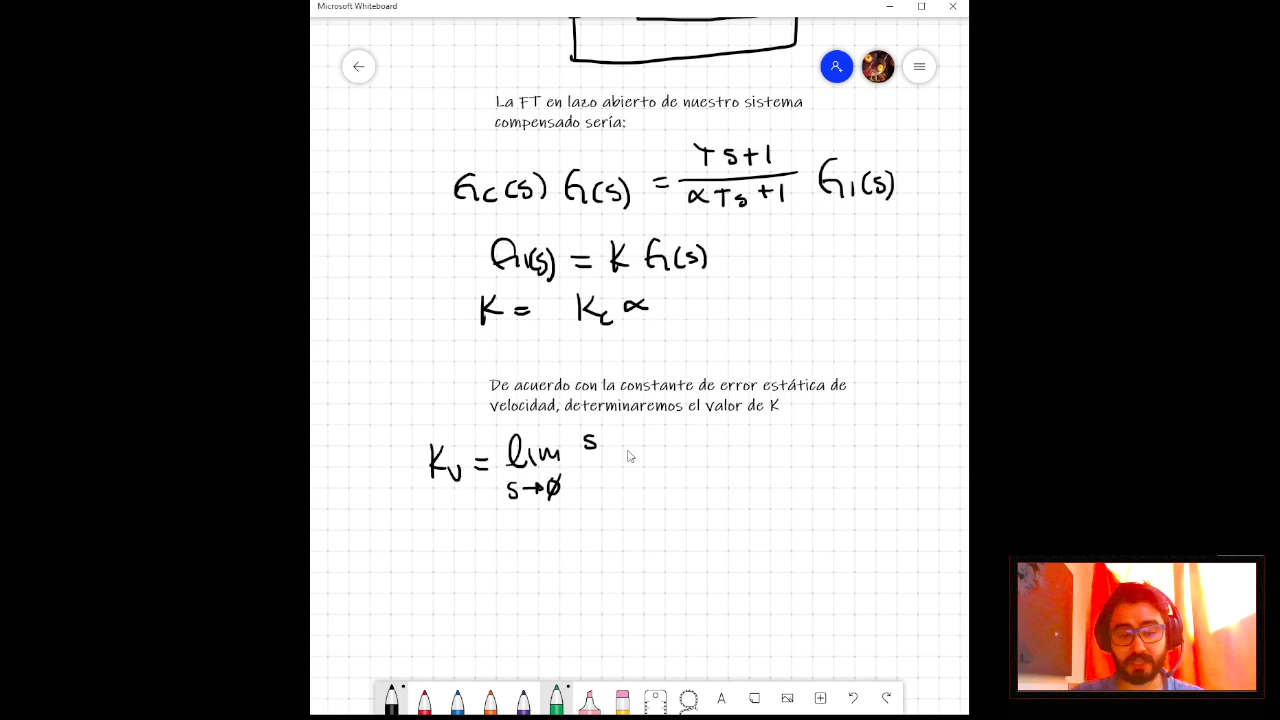 Microsoft Whiteboard
La FT en lazo abierto de nuestro sistema
compensado sería:
Gc(s) G(s) = (Ts+1)/(αTs+1) G1(s)
G1(s) = K G(s)
K = Kc α
De acuerdo con la constante de error estática de
velocidad, determinaremos el valor de K
Kv = lim s
s→0
A